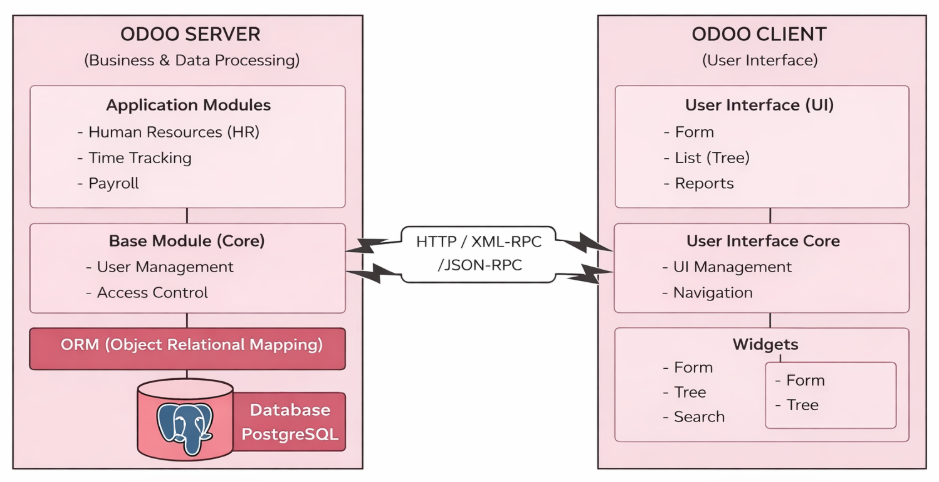 ODOO SERVER
(Business & Data Processing)
Application Modules
- Human Resources (HR)
- Time Tracking
- Payroll
Base Module (Core)
- User Management
- Access Control
ORM (Object Relational Mapping)
Database
PostgreSQL
HTTP / XML-RPC
/JSON-RPC
ODOO CLIENT
(User Interface)
User Interface (UI)
- Form
- List (Tree)
- Reports
User Interface Core
- UI Management
- Navigation
Widgets
- Form
- Tree
- Search
- Form
- Tree